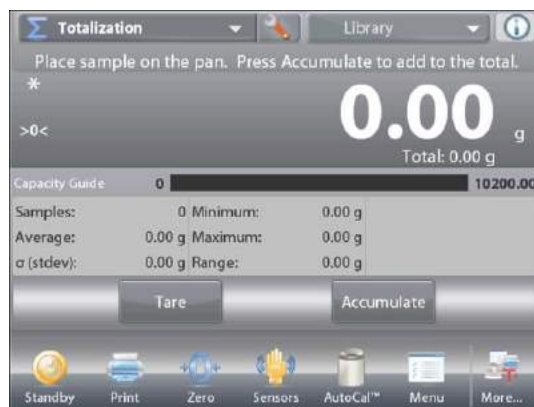 Σ Totalization Library
Place sample on the pan. Press Accumulate to add to the total.
*
0.00 g
>0<
Total: 0.00 g
Capacity Guide 0 10200.00
Samples: 0 Minimum: 0.00 g
Average: 0.00 g Maximum: 0.00 g
σ (stdev): 0.00 g Range: 0.00 g
Tare Accumulate
Standby Print Zero Sensors AutoCal™ Menu More...